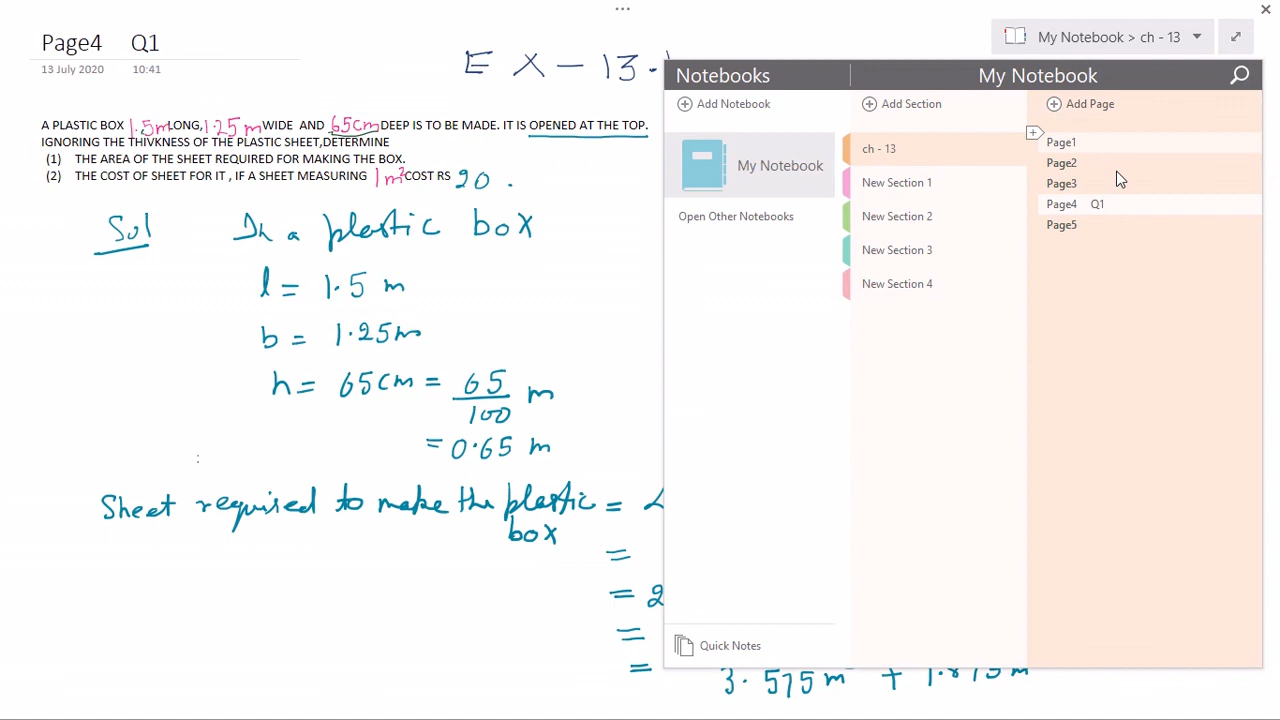 Page4 Q1
13 July 2020 10:41
E X - 13.
A PLASTIC BOX 1.5m LONG, 1.25 m WIDE AND 65cm DEEP IS TO BE MADE. IT IS OPENED AT THE TOP.
IGNORING THE THIVKNESS OF THE PLASTIC SHEET,DETERMINE
(1) THE AREA OF THE SHEET REQUIRED FOR MAKING THE BOX.
(2) THE COST OF SHEET FOR IT , IF A SHEET MEASURING 1m² COST RS 20 .
Sol In a plastic box
l = 1.5 m
b = 1.25m
h = 65cm = 65/100 m
= 0.65 m
Sheet required to make the plastic box =
=
= 2
=
= 3.575 m + 1.875 m
My Notebook > ch - 13
Notebooks
My Notebook
Add Notebook
Add Section
Add Page
My Notebook
Open Other Notebooks
Quick Notes
ch - 13
New Section 1
New Section 2
New Section 3
New Section 4
Page1
Page2
Page3
Page4 Q1
Page5